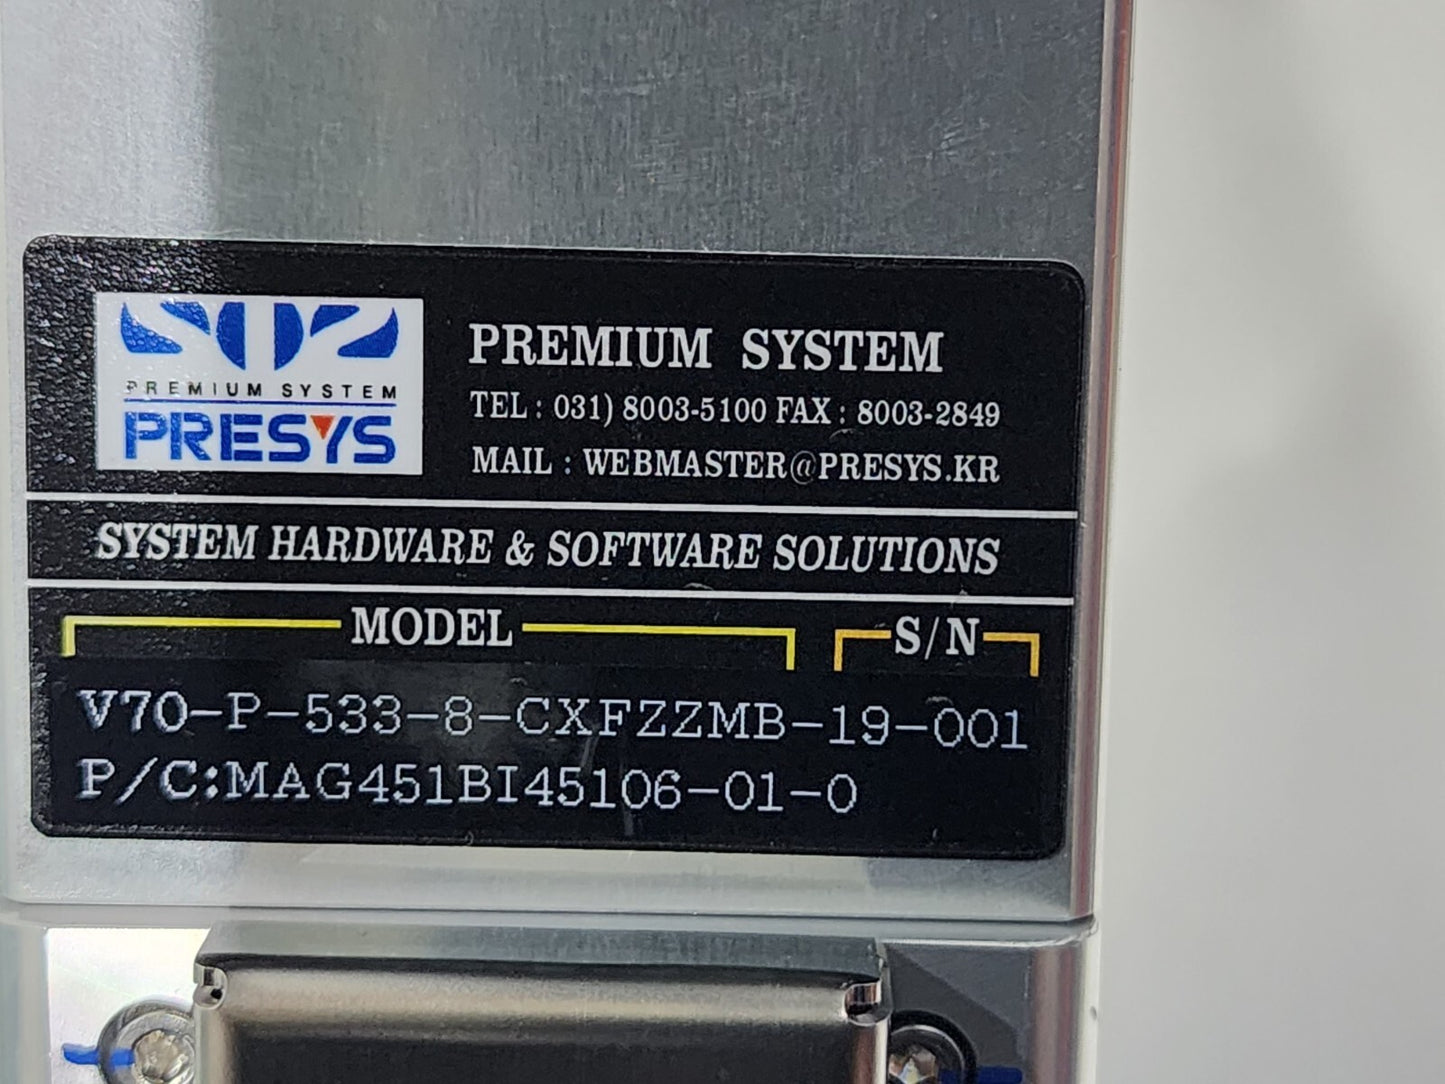 PREMIUM SYSTEM
PRESYS
PREMIUM SYSTEM
TEL : 031) 8003-5100 FAX : 8003-2849
MAIL : WEBMASTER@PRESYS.KR
SYSTEM HARDWARE & SOFTWARE SOLUTIONS
MODEL S/N
V70-P-533-8-CXFZZMB-19-001
P/C:MAG451BI45106-01-0